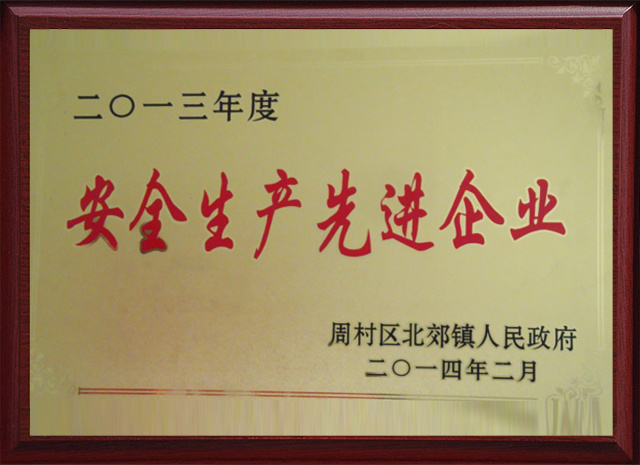 二〇一三年度
安全生产先进企业
周村区北郊镇人民政府
二〇一四年二月